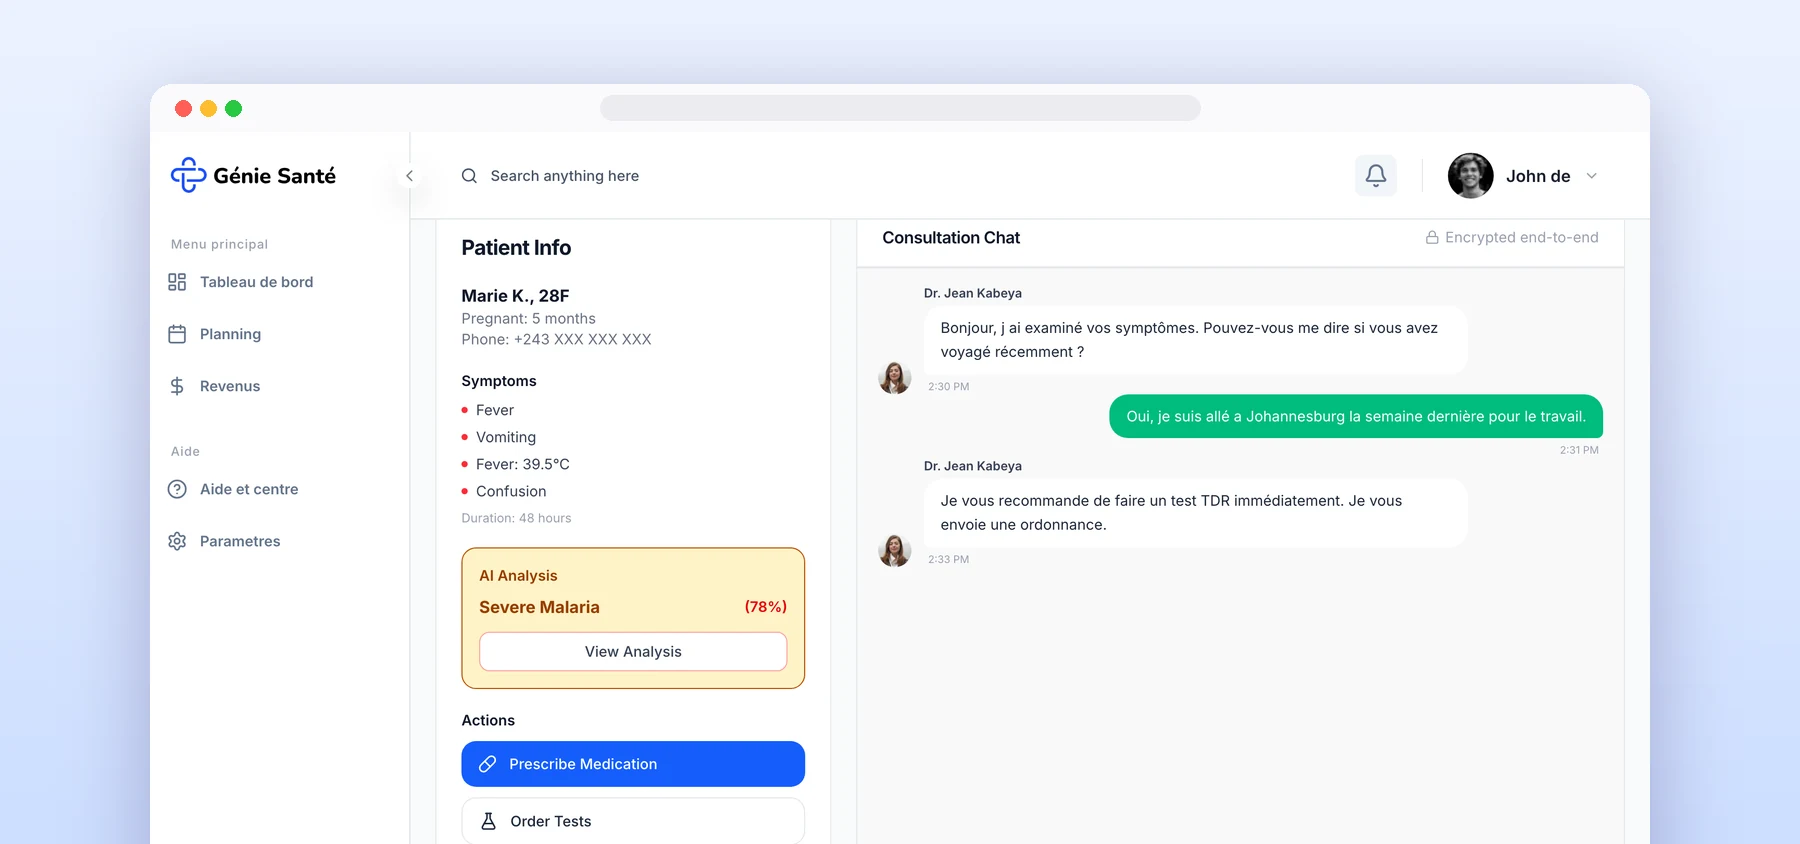 Génie Santé
Search anything here
John de
Menu principal
Tableau de bord
Planning
Revenus
Aide
Aide et centre
Parametres
Patient Info
Marie K., 28F
Pregnant: 5 months
Phone: +243 XXX XXX XXX
Symptoms
Fever
Vomiting
Fever: 39.5°C
Confusion
Duration: 48 hours
AI Analysis
Severe Malaria (78%)
View Analysis
Actions
Prescribe Medication
Order Tests
Consultation Chat
Encrypted end-to-end
Dr. Jean Kabeya
Bonjour, j ai examiné vos symptômes. Pouvez-vous me dire si vous avez
voyagé récemment ?
2:30 PM
Oui, je suis allé a Johannesburg la semaine dernière pour le travail.
2:31 PM
Dr. Jean Kabeya
Je vous recommande de faire un test TDR immédiatement. Je vous
envoie une ordonnance.
2:33 PM